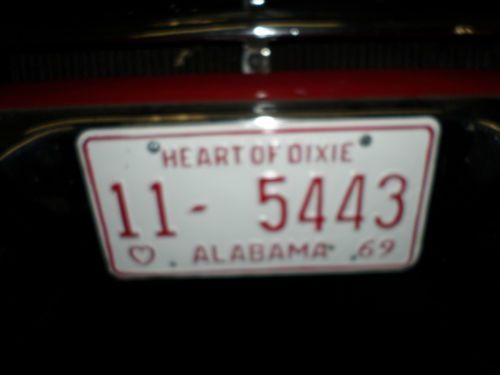 HEART OF DIXIE
11- 5443
ALABAMA 69